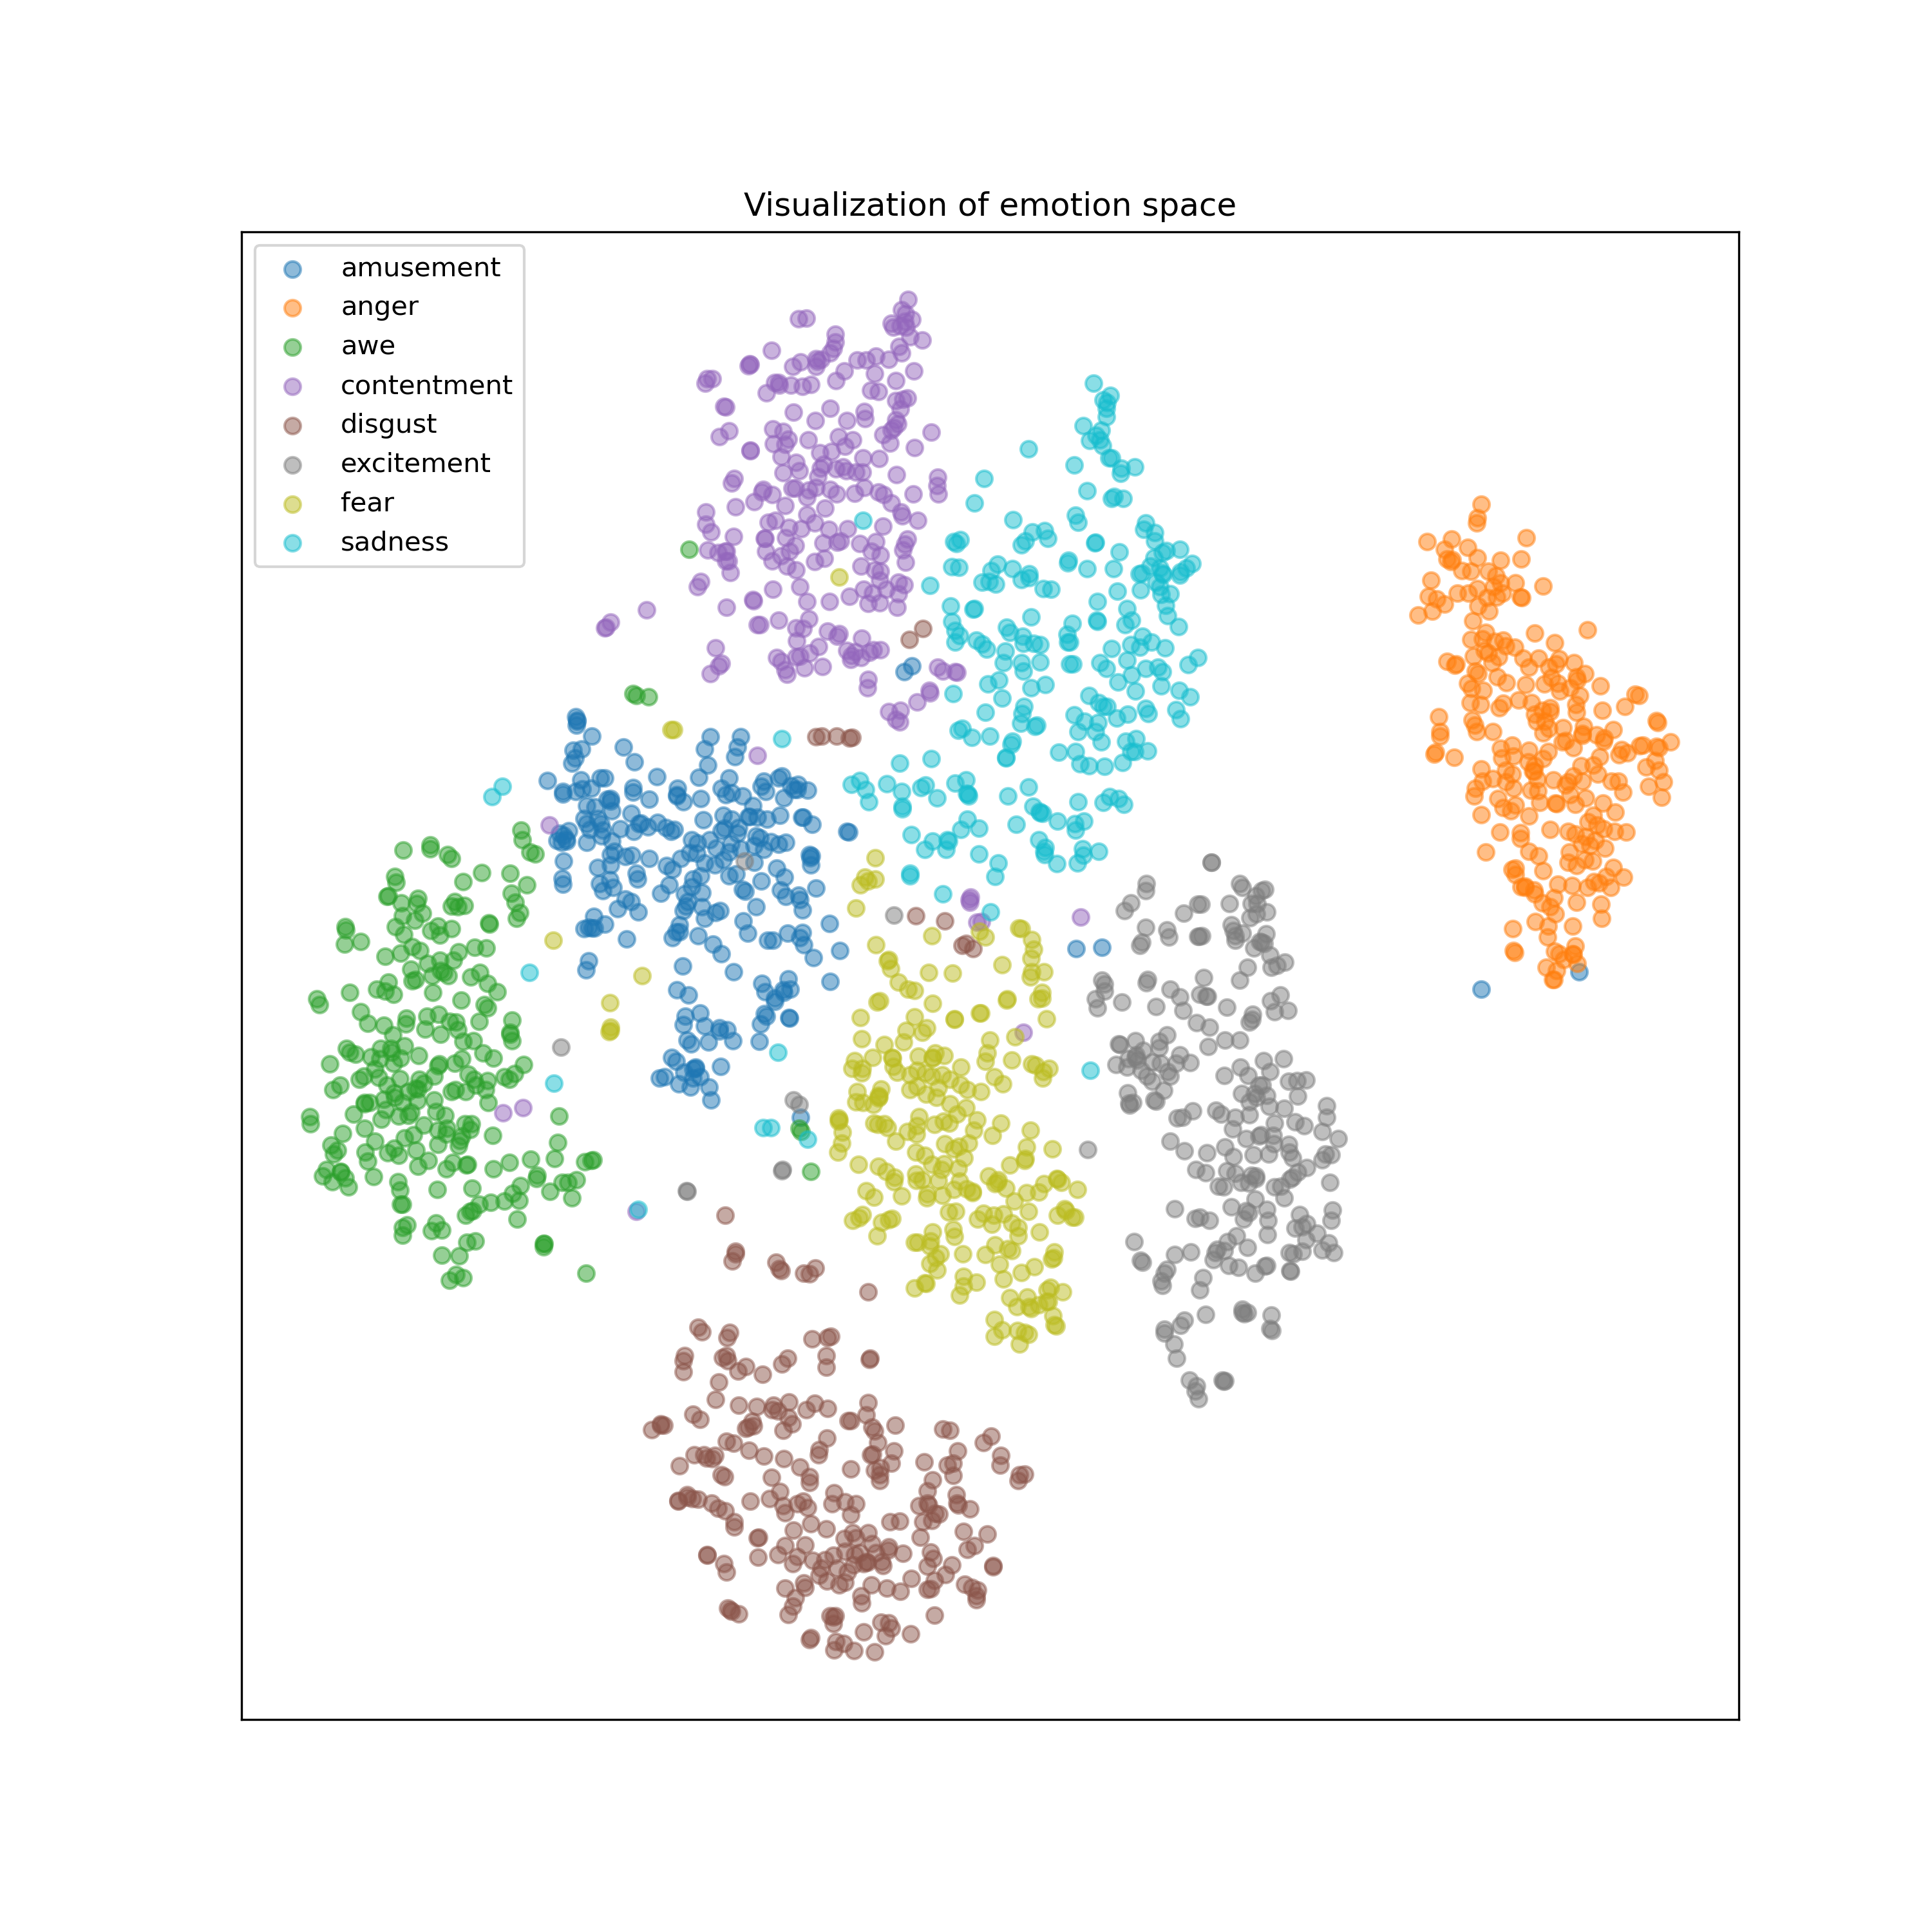 Visualization of emotion space
amusement
anger
awe
contentment
disgust
excitement
fear
sadness